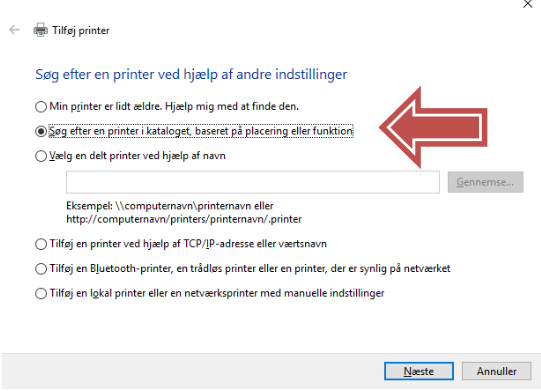 Tilføj printer
Søg efter en printer ved hjælp af andre indstillinger
Min printer er lidt ældre. Hjælp mig med at finde den.
Søg efter en printer i kataloget, baseret på placering eller funktion
Vælg en delt printer ved hjælp af navn
Gennemse...
Eksempel: \\computernavn\printernavn eller
http://computernavn/printers/printernavn/.printer
Tilføj en printer ved hjælp af TCP/IP-adresse eller værtsnavn
Tilføj en Bluetooth-printer, en trådløs printer eller en printer, der er synlig på netværket
Tilføj en lokal printer eller en netværksprinter med manuelle indstillinger
Næste Annuller